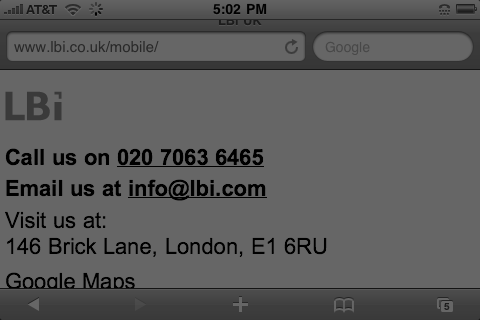 AT&T 5:02 PM
LBi UK
www.lbi.co.uk/mobile/ Google
LBi
Call us on 020 7063 6465
Email us at info@lbi.com
Visit us at:
146 Brick Lane, London, E1 6RU
Google Maps
5